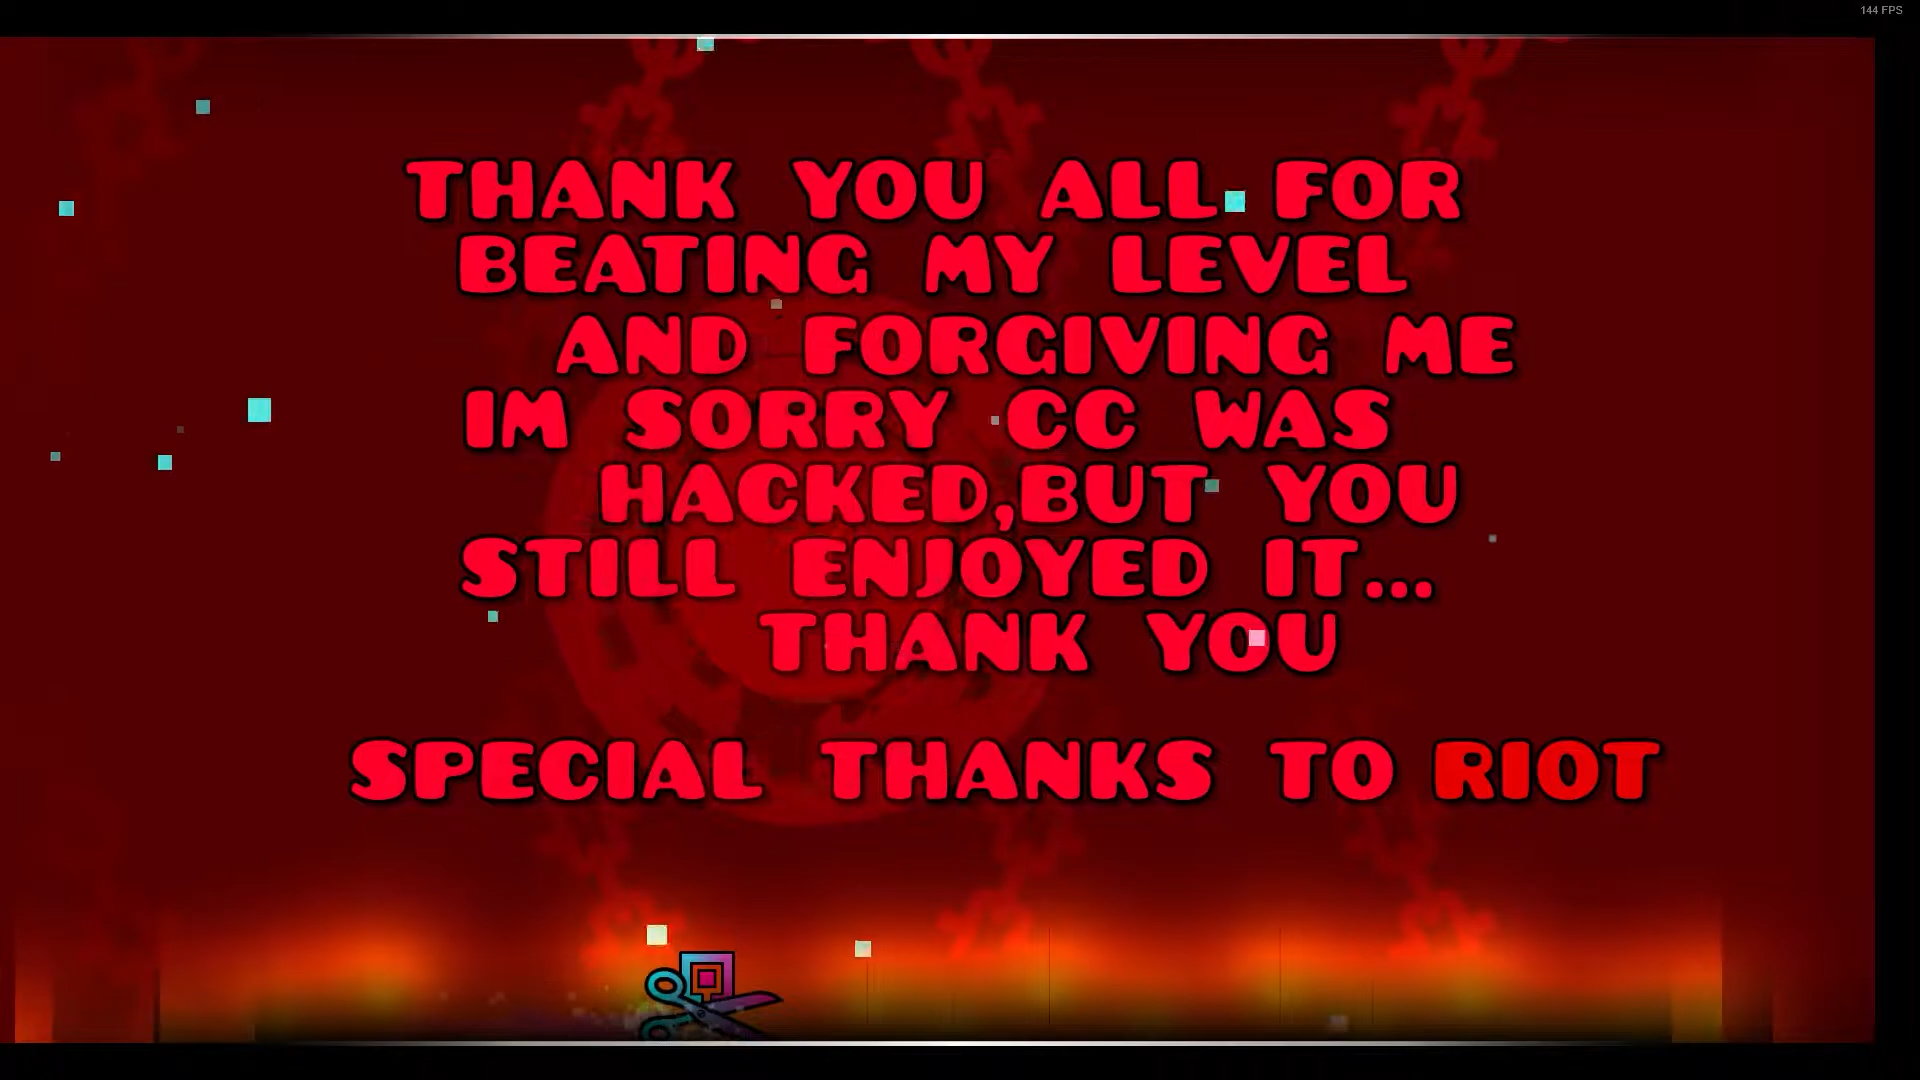 144 FPS
THANK YOU ALL FOR
BEATING MY LEVEL
AND FORGIVING ME
IM SORRY CC WAS
HACKED,BUT YOU
STILL ENJOYED IT...
THANK YOU
SPECIAL THANKS TO RIOT